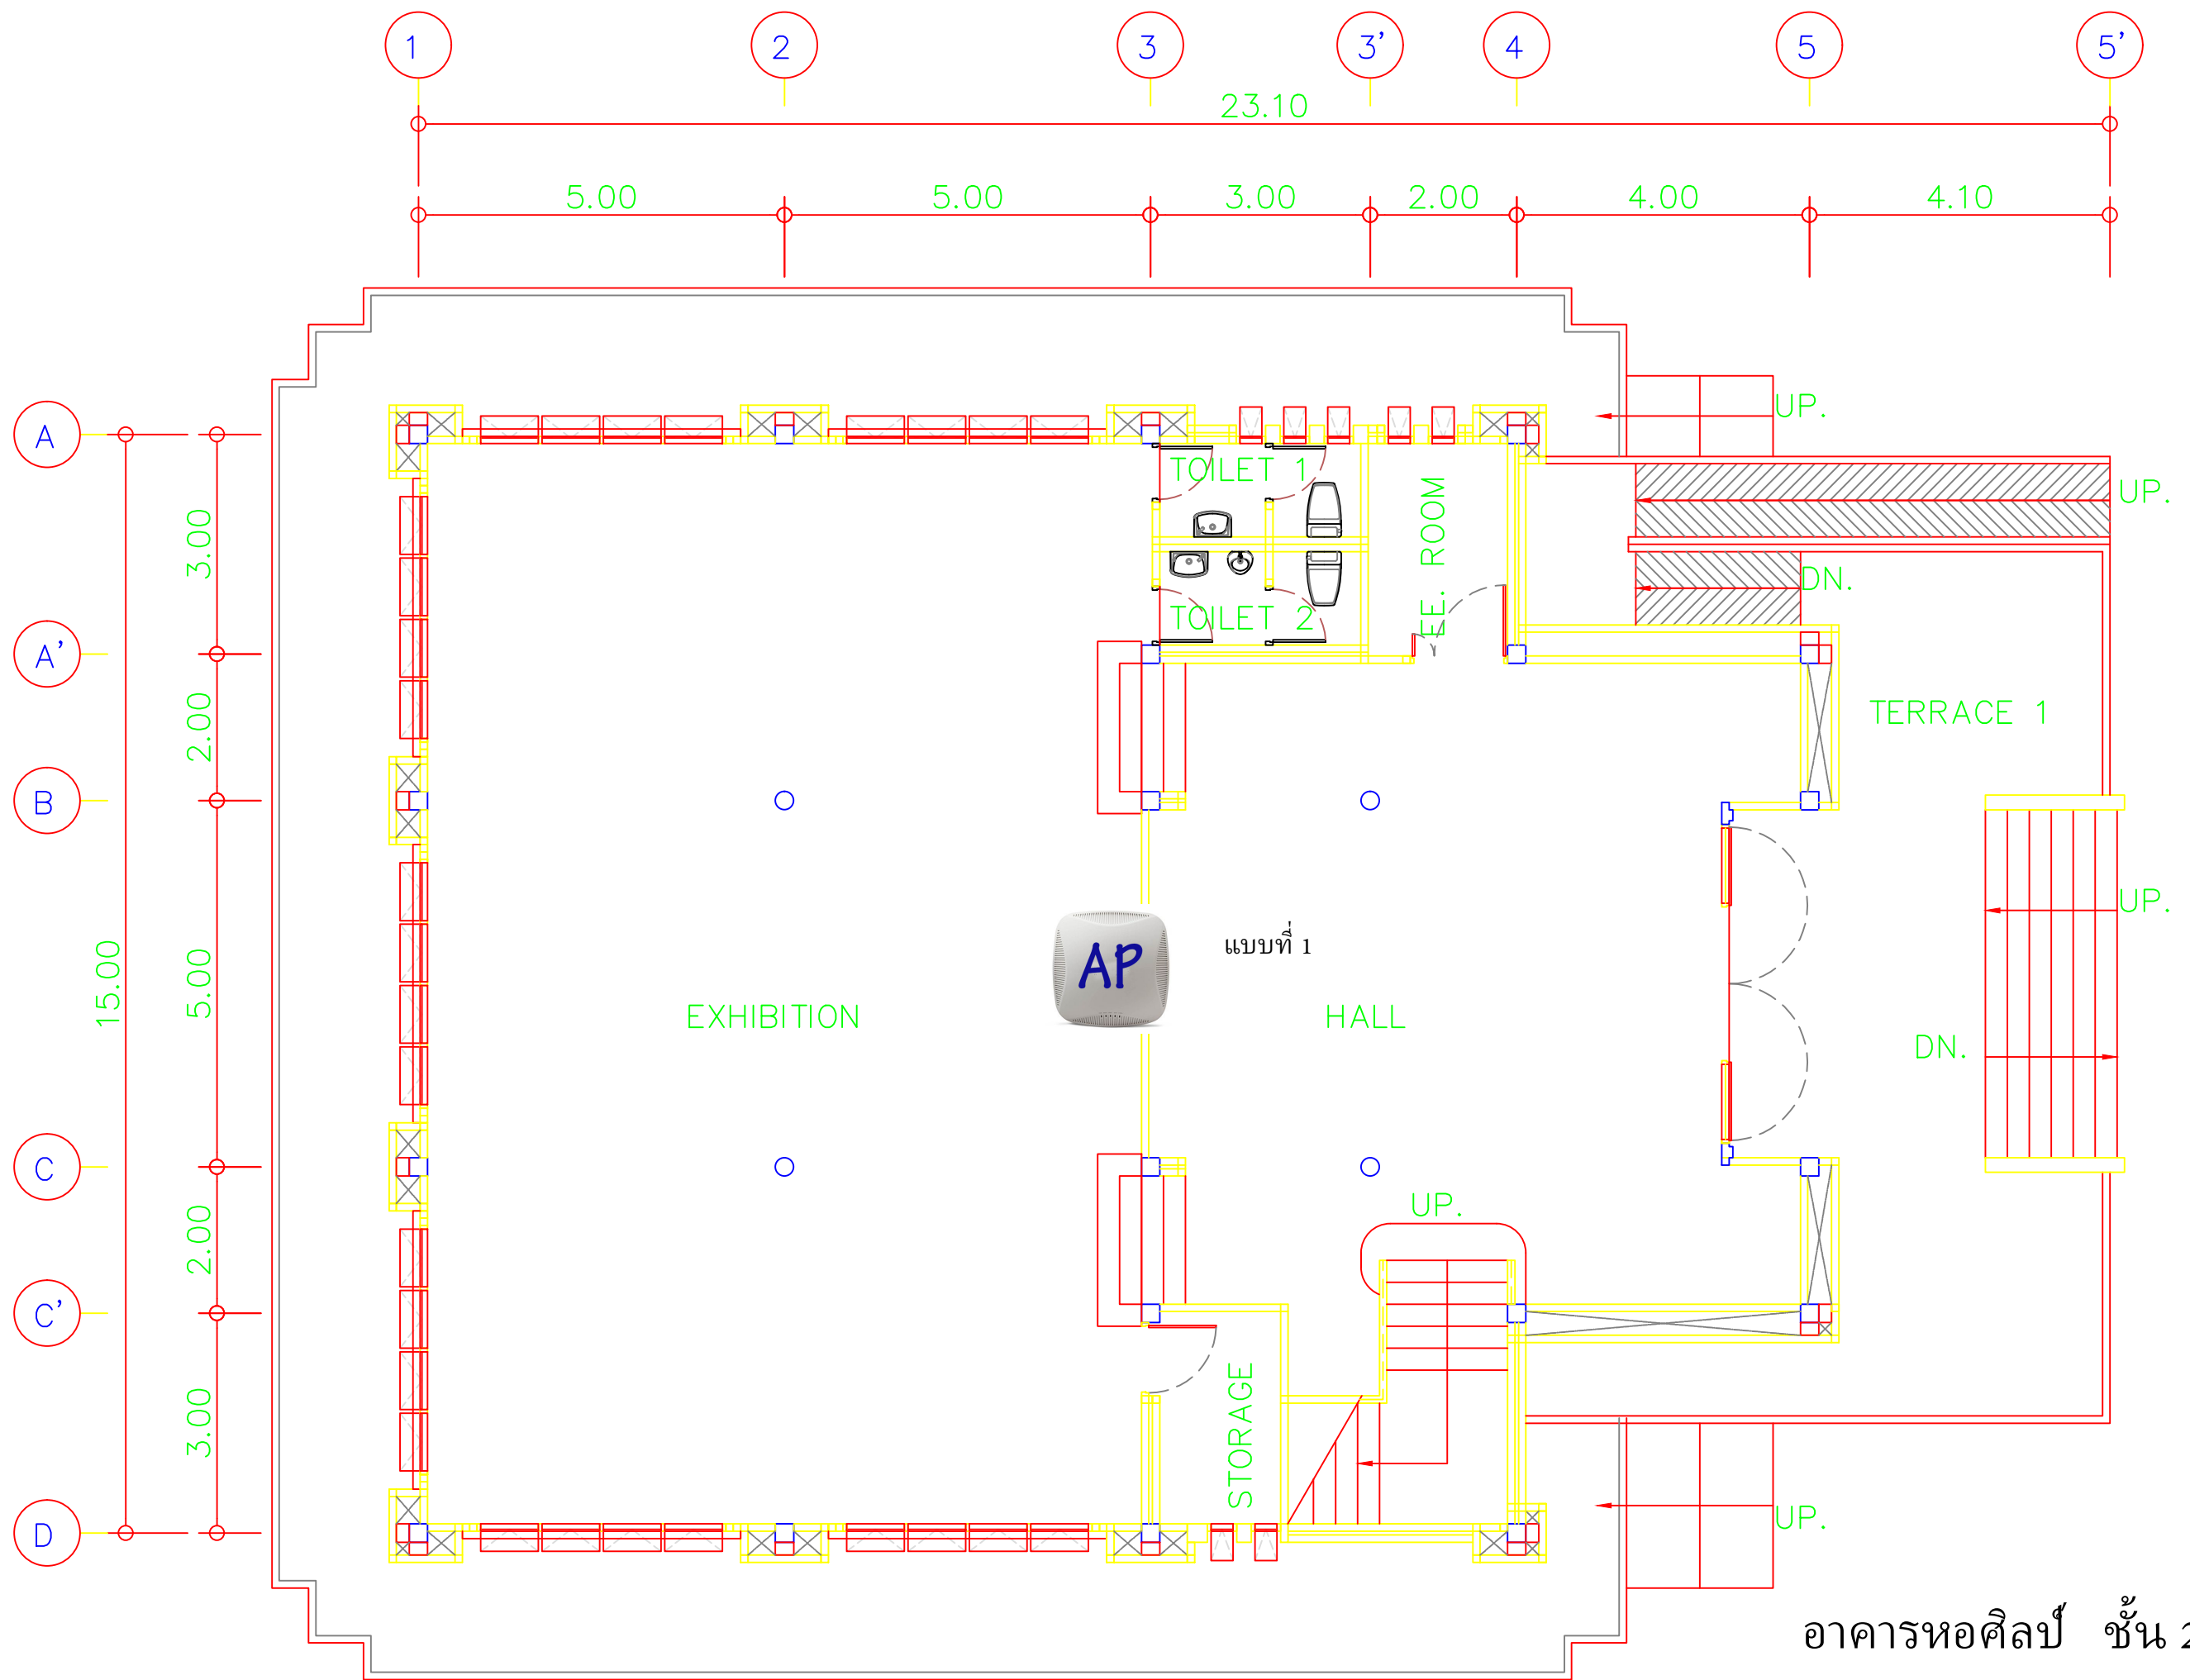 1 2 3 3' 4 5 5'
23.10
5.00 5.00 3.00 2.00 4.00 4.10
A
UP.
TOILET 1
EE. ROOM
UP.
3.00
DN.
TOILET 2
A'
TERRACE 1
2.00
B
UP.
แบบที่ 1
AP
15.00
5.00
EXHIBITION
HALL
DN.
C
UP.
2.00
C'
STORAGE
3.00
UP.
D
อาคารหอศิลป์ ชั้น 2